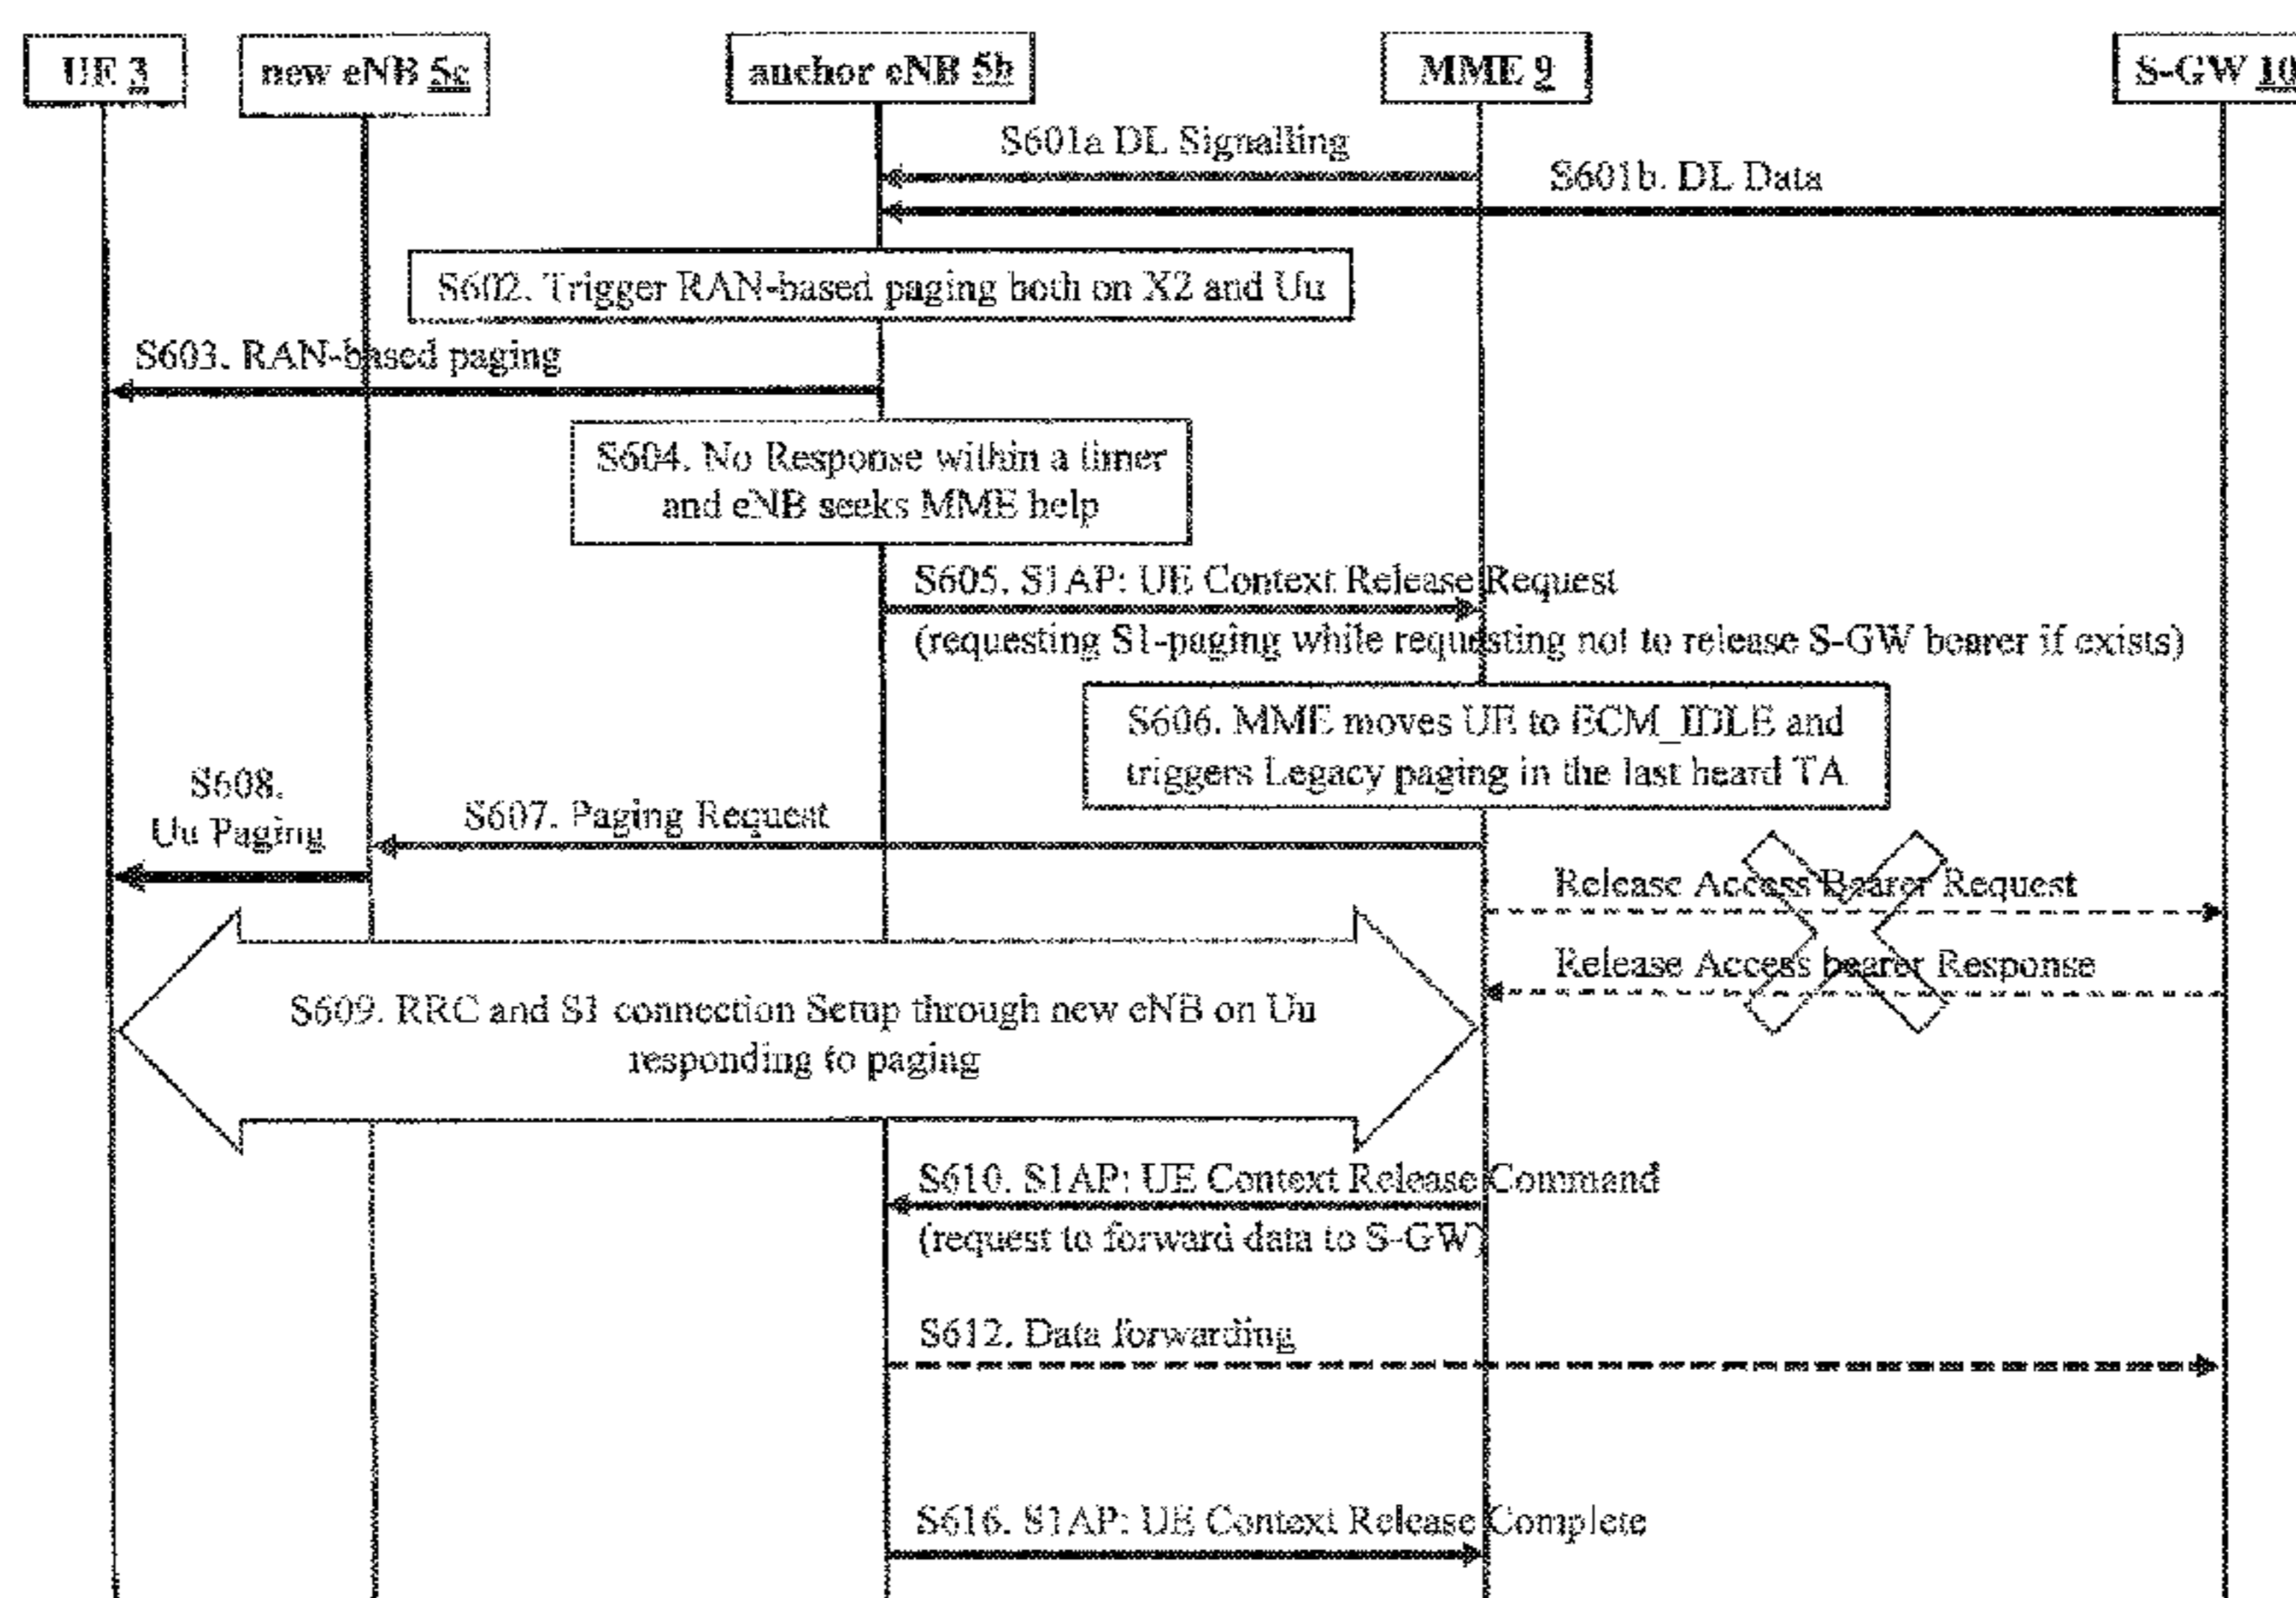 UE 3
new eNB 5c
anchor eNB 5b
MME 9
S-GW 10
S601a DL Signalling
S601b. DL Data
S602. Trigger RAN-based paging both on X2 and Uu
S603. RAN-based paging
S604. No Response within a timer
and eNB seeks MME help
S605. S1AP: UE Context Release Request
(requesting S1-paging while requesting not to release S-GW bearer if exists)
S606. MME moves UE to ECM_IDLE and
triggers Legacy paging in the last heard TA
S608.
Uu Paging
S607. Paging Request
Release Access Bearer Request
Release Access bearer Response
S609. RRC and S1 connection Setup through new eNB on Uu
responding to paging
S610. S1AP: UE Context Release Command
(request to forward data to S-GW)
S612. Data forwarding
S616. S1AP: UE Context Release Complete